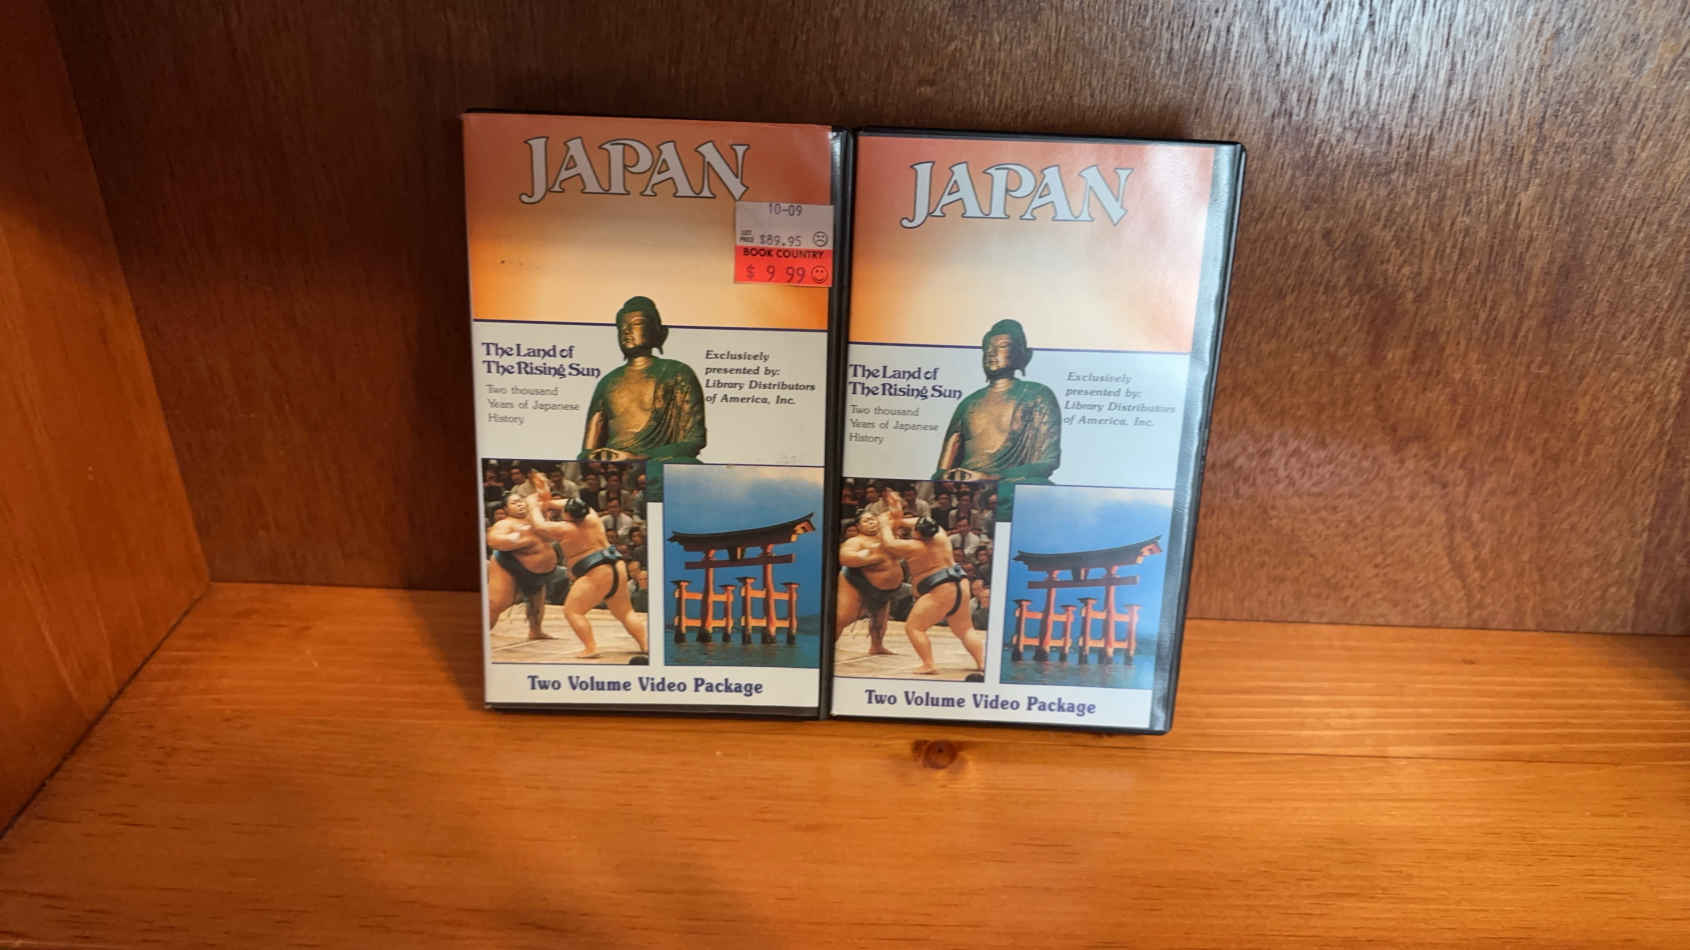 JAPAN
10-09
LIST
PRICE $89.95
BOOK COUNTRY
$ 9 99
The Land of
The Rising Sun
Two thousand
Years of Japanese
History
Exclusively
presented by:
Library Distributors
of America, Inc.
Two Volume Video Package
JAPAN
The Land of
The Rising Sun
Two thousand
Years of Japanese
History
Exclusively
presented by:
Library Distributors
of America, Inc.
Two Volume Video Package